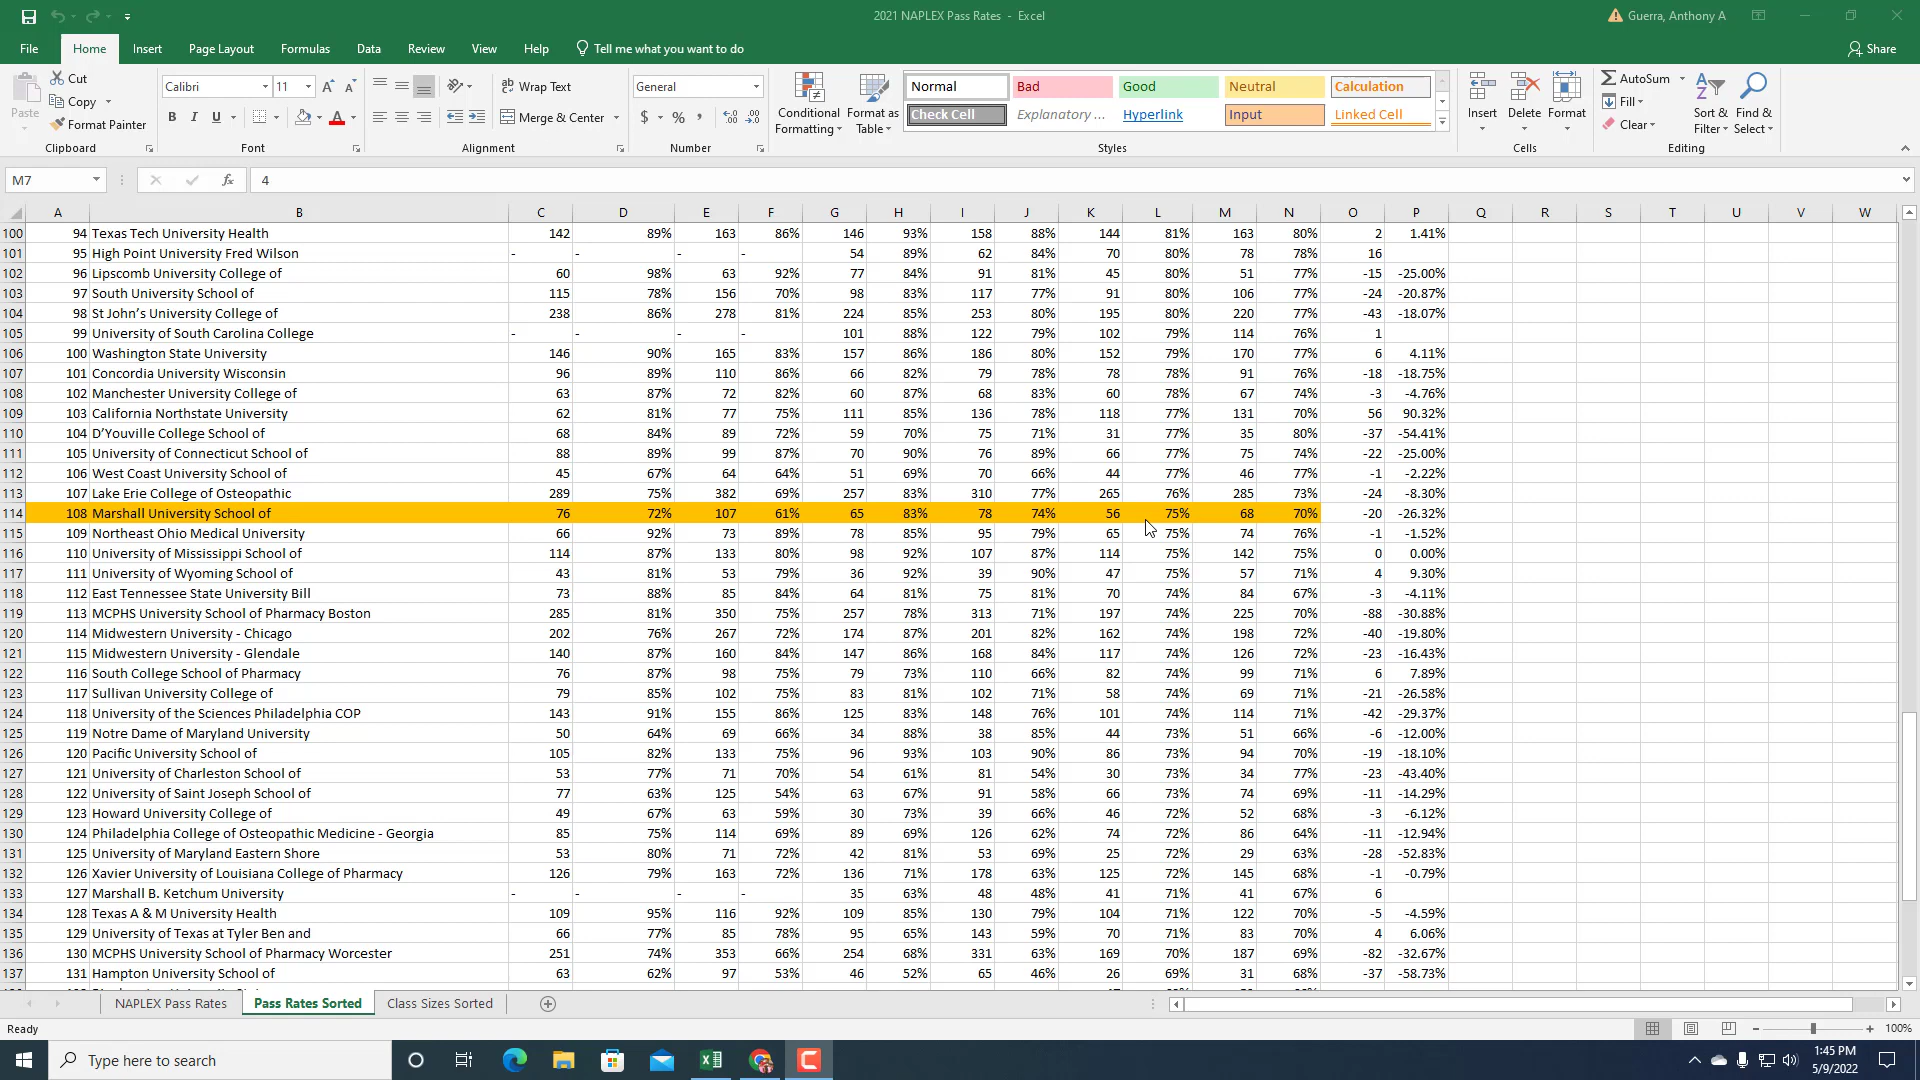 2021 NAPLEX Pass Rates - Excel
Guerra, Anthony A
File Home Insert Page Layout Formulas Data Review View Help Tell me what you want to do Share
Cut
Copy
Format Painter
Paste
Clipboard
Calibri 11
B I U
Font
Wrap Text
Merge & Center
Alignment
General
$ % ,
Number
Conditional Formatting
Format as Table
Normal Bad Good Neutral Calculation
Check Cell Explanatory ... Hyperlink Input Linked Cell
Styles
Insert Delete Format
Cells
AutoSum
Fill
Clear
Sort & Filter
Find & Select
Editing
M7 fx 4
A B C D E F G H I J K L M N O P Q R S T U V W
100 94 Texas Tech University Health 142 89% 163 86% 146 93% 158 88% 144 81% 163 80% 2 1.41%
101 95 High Point University Fred Wilson - - - - 54 89% 62 84% 70 80% 78 78% 16
102 96 Lipscomb University College of 60 98% 63 92% 77 84% 91 81% 45 80% 51 77% -15 -25.00%
103 97 South University School of 115 78% 156 70% 98 83% 117 77% 91 80% 106 77% -24 -20.87%
104 98 St John's University College of 238 86% 278 81% 224 85% 253 80% 195 80% 220 77% -43 -18.07%
105 99 University of South Carolina College - - - - 101 88% 122 79% 102 79% 114 76% 1
106 100 Washington State University 146 90% 165 83% 157 86% 186 80% 152 79% 170 77% 6 4.11%
107 101 Concordia University Wisconsin 96 89% 110 86% 66 82% 79 78% 78 78% 91 76% -18 -18.75%
108 102 Manchester University College of 63 87% 72 82% 60 87% 68 83% 60 78% 67 74% -3 -4.76%
109 103 California Northstate University 62 81% 77 75% 111 85% 136 78% 118 77% 131 70% 56 90.32%
110 104 D'Youville College School of 68 84% 89 72% 59 70% 75 71% 31 77% 35 80% -37 -54.41%
111 105 University of Connecticut School of 88 89% 99 87% 70 90% 76 89% 66 77% 75 74% -22 -25.00%
112 106 West Coast University School of 45 67% 64 64% 51 69% 70 66% 44 77% 46 77% -1 -2.22%
113 107 Lake Erie College of Osteopathic 289 75% 382 69% 257 83% 310 77% 265 76% 285 73% -24 -8.30%
114 108 Marshall University School of 76 72% 107 61% 65 83% 78 74% 56 75% 68 70% -20 -26.32%
115 109 Northeast Ohio Medical University 66 92% 73 89% 78 85% 95 79% 65 75% 74 76% -1 -1.52%
116 110 University of Mississippi School of 114 87% 133 80% 98 92% 107 87% 114 75% 142 75% 0 0.00%
117 111 University of Wyoming School of 43 81% 53 79% 36 92% 39 90% 47 75% 57 71% 4 9.30%
118 112 East Tennessee State University Bill 73 88% 85 84% 64 81% 75 81% 70 74% 84 67% -3 -4.11%
119 113 MCPHS University School of Pharmacy Boston 285 81% 350 75% 257 78% 313 71% 197 74% 225 70% -88 -30.88%
120 114 Midwestern University - Chicago 202 76% 267 72% 174 87% 201 82% 162 74% 198 72% -40 -19.80%
121 115 Midwestern University - Glendale 140 87% 160 84% 147 86% 168 84% 117 74% 126 72% -23 -16.43%
122 116 South College School of Pharmacy 76 87% 98 75% 79 73% 110 66% 82 74% 99 71% 6 7.89%
123 117 Sullivan University College of 79 85% 102 75% 83 81% 102 71% 58 74% 69 71% -21 -26.58%
124 118 University of the Sciences Philadelphia COP 143 91% 155 86% 125 83% 148 76% 101 74% 114 71% -42 -29.37%
125 119 Notre Dame of Maryland University 50 64% 69 66% 34 88% 38 85% 44 73% 51 66% -6 -12.00%
126 120 Pacific University School of 105 82% 133 75% 96 93% 103 90% 86 73% 94 70% -19 -18.10%
127 121 University of Charleston School of 53 77% 71 70% 54 61% 81 54% 30 73% 34 77% -23 -43.40%
128 122 University of Saint Joseph School of 77 63% 125 54% 63 67% 91 58% 66 73% 74 69% -11 -14.29%
129 123 Howard University College of 49 67% 63 59% 30 73% 39 66% 46 72% 52 68% -3 -6.12%
130 124 Philadelphia College of Osteopathic Medicine - Georgia 85 75% 114 69% 89 69% 126 62% 74 72% 86 64% -11 -12.94%
131 125 University of Maryland Eastern Shore 53 80% 71 72% 42 81% 53 69% 25 72% 29 63% -28 -52.83%
132 126 Xavier University of Louisiana College of Pharmacy 126 79% 163 72% 136 71% 178 63% 125 72% 145 68% -1 -0.79%
133 127 Marshall B. Ketchum University - - - - 35 63% 48 48% 41 71% 41 67% 6
134 128 Texas A & M University Health 109 95% 116 92% 109 85% 130 79% 104 71% 122 70% -5 -4.59%
135 129 University of Texas at Tyler Ben and 66 77% 85 78% 95 65% 143 59% 70 71% 83 70% 4 6.06%
136 130 MCPHS University School of Pharmacy Worcester 251 74% 353 66% 254 68% 331 63% 169 70% 187 69% -82 -32.67%
137 131 Hampton University School of 63 62% 97 53% 46 52% 65 46% 26 69% 31 68% -37 -58.73%
NAPLEX Pass Rates Pass Rates Sorted Class Sizes Sorted
Ready 100%
Type here to search
1:45 PM
5/9/2022